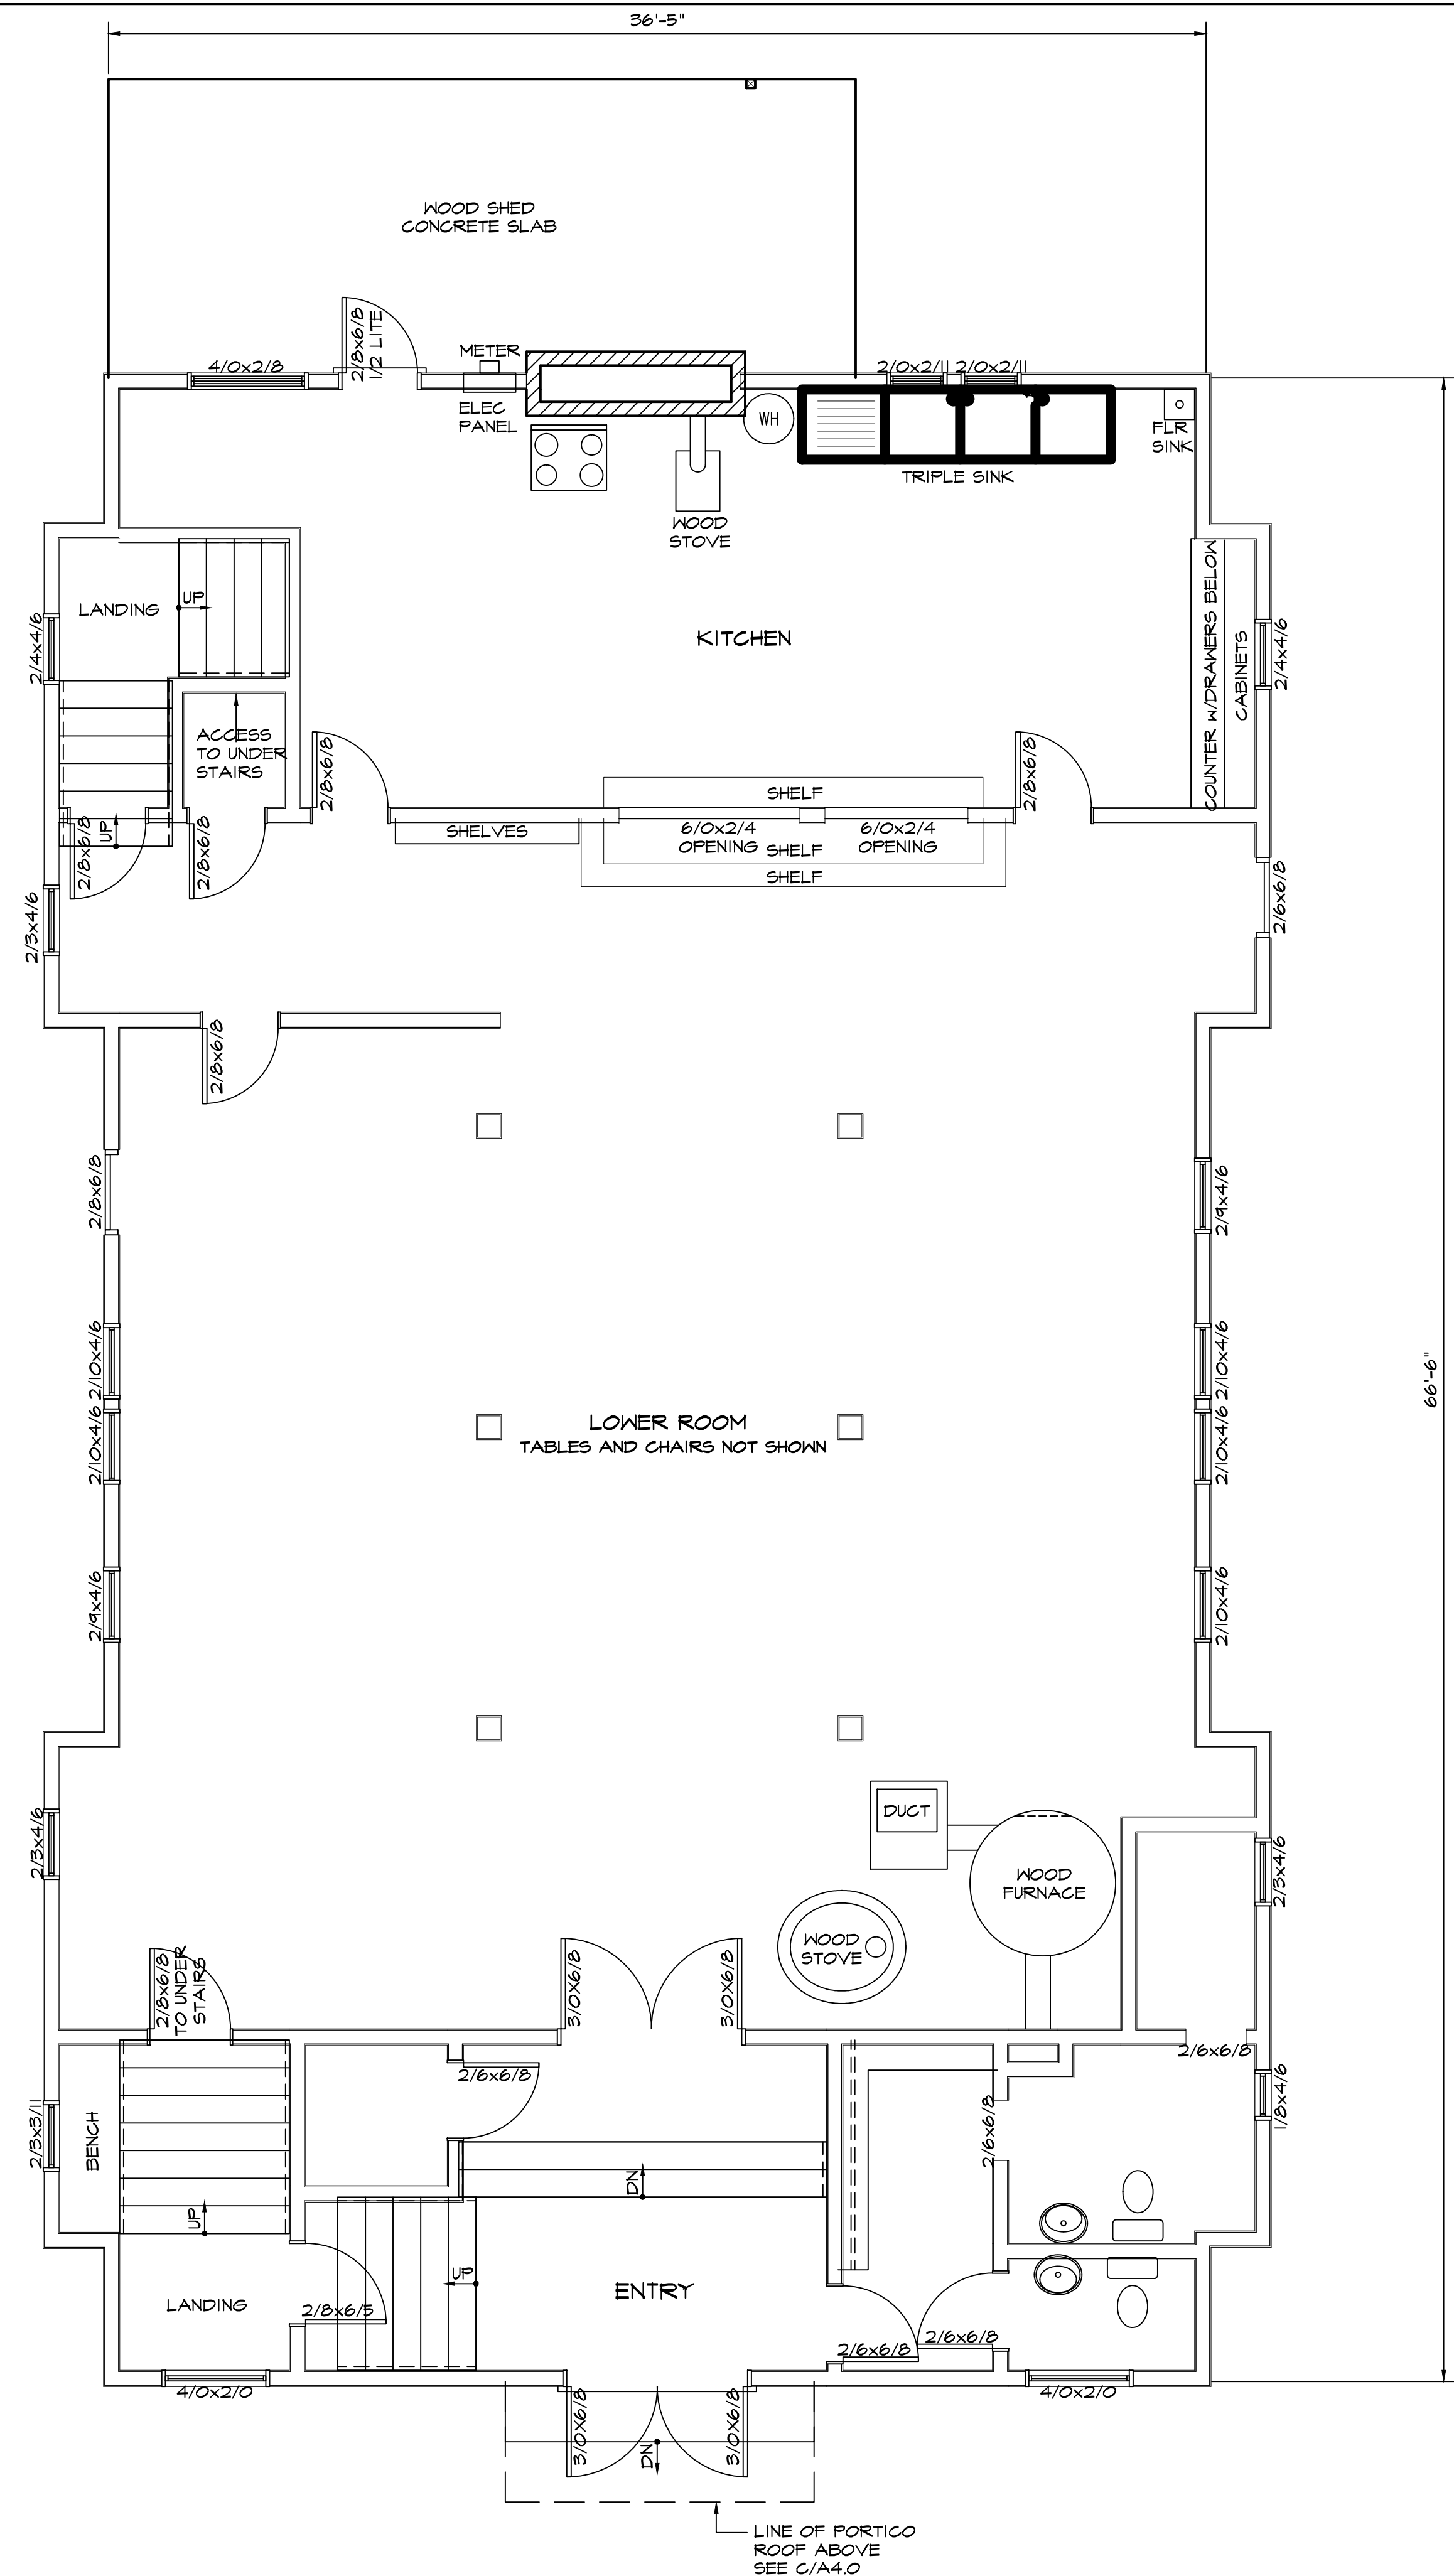 36'-5"
WOOD SHED
CONCRETE SLAB
2/8x6/8
1/2 LITE
METER
4/0x2/8
2/0x2/11
2/0x2/11
ELEC
PANEL
WH
FLR
SINK
TRIPLE SINK
WOOD
STOVE
LANDING
UP
2/4x4/6
KITCHEN
COUNTER W/DRAWERS BELOW
CABINETS
2/4x4/6
ACCESS
TO UNDER
STAIRS
2/8x6/8
2/8x6/8
SHELF
UP
2/8x6/8
2/8x6/8
SHELVES
6/0x2/4
OPENING
6/0x2/4
OPENING
SHELF
SHELF
2/3x4/6
2/6x6/8
2/8x6/8
2/8x6/8
2/9x4/6
2/10x4/6
2/10x4/6
2/10x4/6
2/10x4/6
66'-6"
LOWER ROOM
TABLES AND CHAIRS NOT SHOWN
2/9x4/6
2/10x4/6
DUCT
2/3x4/6
WOOD
FURNACE
2/3x4/6
WOOD
STOVE
2/8x6/8
TO UNDER
STAIRS
3/0x6/8
3/0x6/8
2/6x6/8
2/6x6/8
2/6x6/8
1/8x4/6
2/3x3/11
BENCH
DN
UP
UP
ENTRY
LANDING
2/8x6/5
2/6x6/8
2/6x6/8
4/0x2/0
4/0x2/0
3/0x6/8
3/0x6/8
DN
LINE OF PORTICO
ROOF ABOVE
SEE C/A4.0